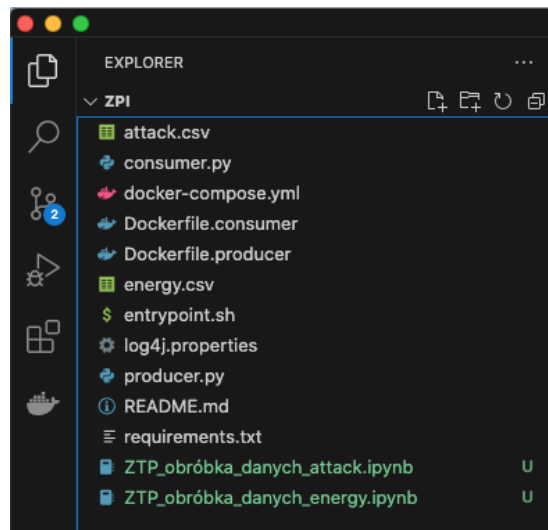 EXPLORER
ZPI
attack.csv
consumer.py
docker-compose.yml
2
Dockerfile.consumer
Dockerfile.producer
energy.csv
entrypoint.sh
log4j.properties
producer.py
README.md
requirements.txt
ZTP_obróbka_danych_attack.ipynb U
ZTP_obróbka_danych_energy.ipynb U